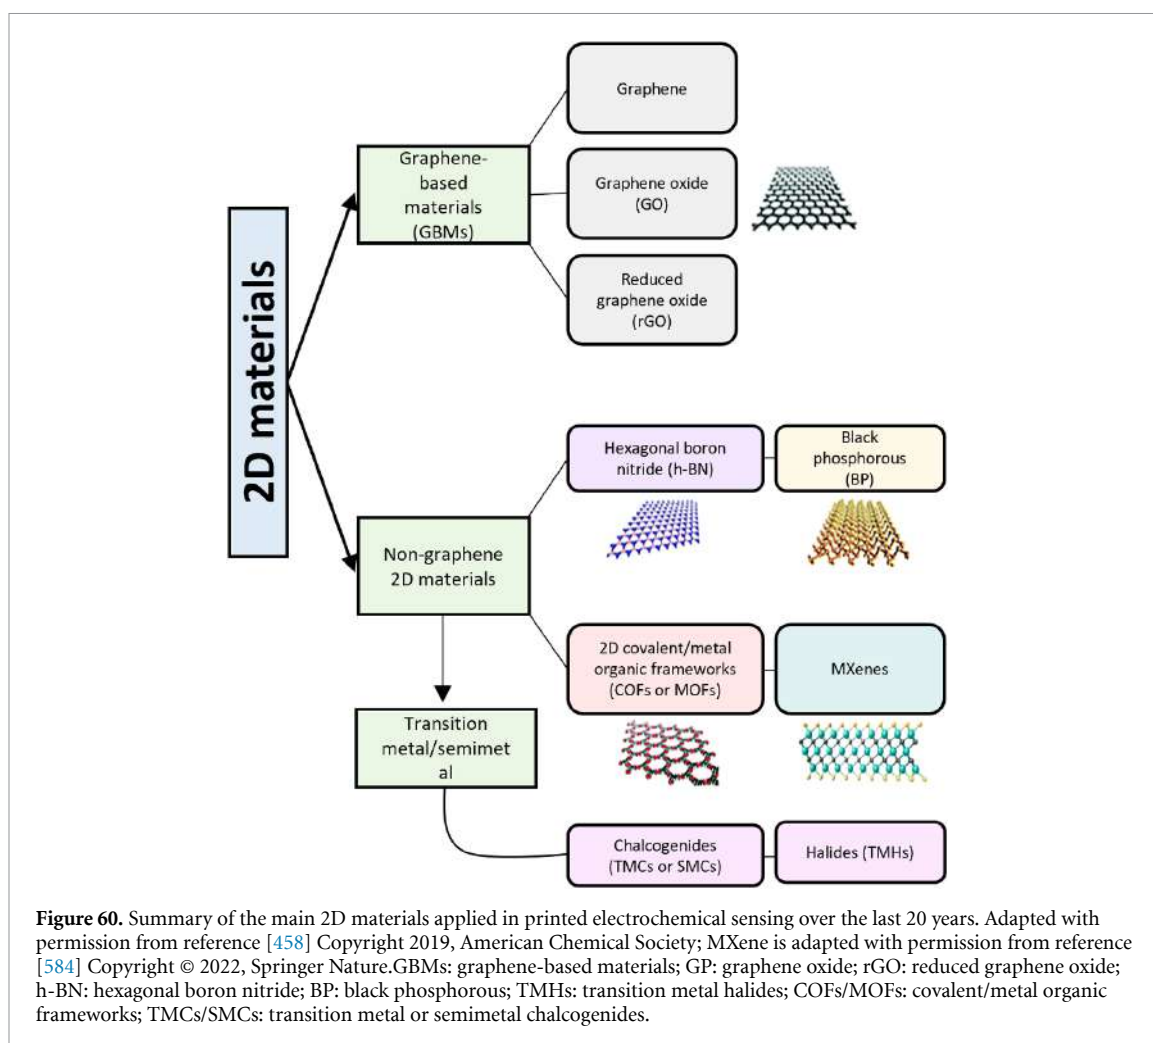 2D materials
Graphene-
based
materials
(GBMs)
Graphene
Graphene oxide
(GO)
Reduced
graphene oxide
(rGO)
Non-graphene
2D materials
Hexagonal boron
nitride (h-BN)
Black
phosphorous
(BP)
2D covalent/metal
organic frameworks
(COFs or MOFs)
MXenes
Transition
metal/semimet
al
Chalcogenides
(TMCs or SMCs)
Halides (TMHs)
Figure 60. Summary of the main 2D materials applied in printed electrochemical sensing over the last 20 years. Adapted with
permission from reference [458] Copyright 2019, American Chemical Society; MXene is adapted with permission from reference
[584] Copyright © 2022, Springer Nature.GBMs: graphene-based materials; GP: graphene oxide; rGO: reduced graphene oxide;
h-BN: hexagonal boron nitride; BP: black phosphorous; TMHs: transition metal halides; COFs/MOFs: covalent/metal organic
frameworks; TMCs/SMCs: transition metal or semimetal chalcogenides.